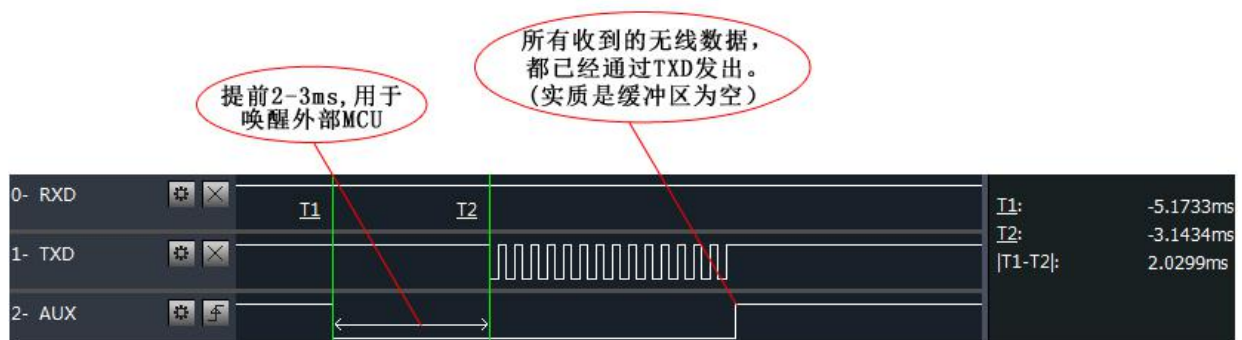 所有收到的无线数据，
都已经通过TXD发出。
(实质是缓冲区为空)
提前2-3ms,用于
唤醒外部MCU
0- RXD
T1
T2
T1: -5.1733ms
T2: -3.1434ms
1- TXD
|T1-T2|: 2.0299ms
2- AUX